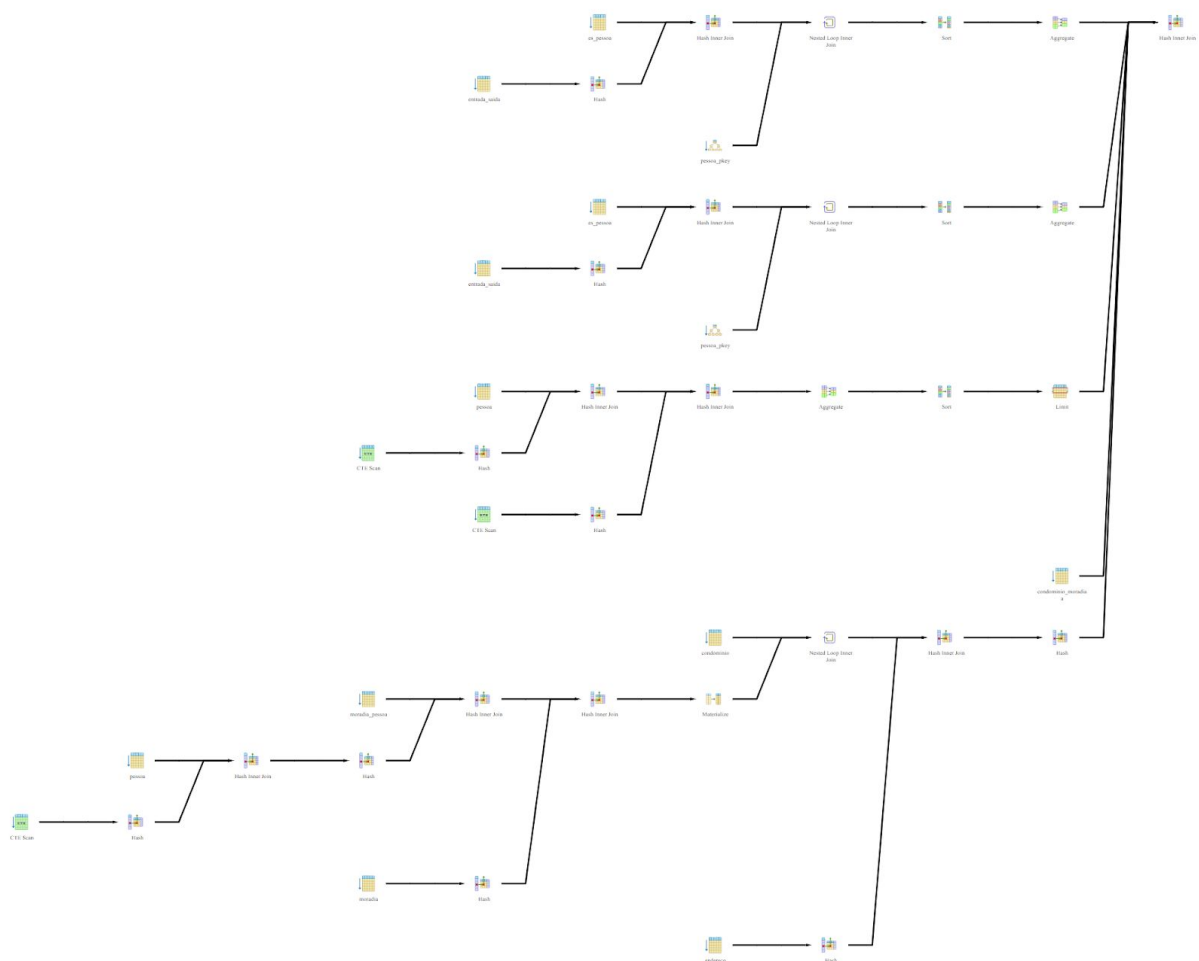 es_pessoa
Hash Inner Join
Nested Loop Inner
Join
Sort
Aggregate
Hash Inner Join
entrada_saida
Hash
pessoa_pkey
es_pessoa
Hash Inner Join
Nested Loop Inner
Join
Sort
Aggregate
entrada_saida
Hash
pessoa_pkey
pessoa
Hash Inner Join
Hash Inner Join
Aggregate
Sort
Limit
CTE Scan
Hash
CTE Scan
Hash
condominio_moradia
a
condominio
Nested Loop Inner
Join
Hash Inner Join
Hash
moradia_pessoa
Hash Inner Join
Hash Inner Join
Materialize
pessoa
Hash Inner Join
Hash
CTE Scan
Hash
moradia
Hash
Hash